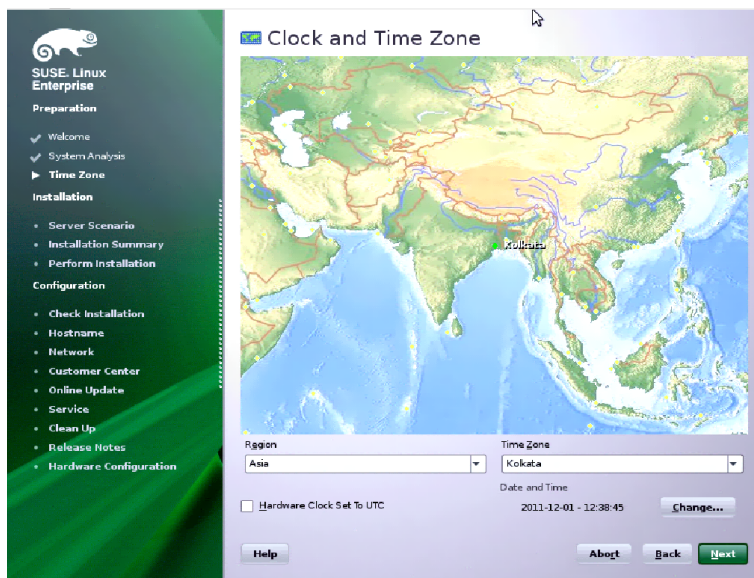 SUSE. Linux
Enterprise
Preparation
Welcome
System Analysis
Time Zone
Installation
Server Scenario
Installation Summary
Perform Installation
Configuration
Check Installation
Hostname
Network
Customer Center
Online Update
Service
Clean Up
Release Notes
Hardware Configuration
Clock and Time Zone
Kolkata
Region
Time Zone
Asia
Kolkata
Date and Time
Hardware Clock Set To UTC
2011-12-01 - 12:38:45
Change...
Help
Abort
Back
Next